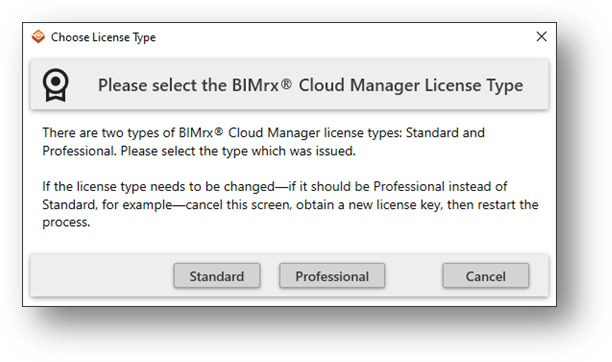 Choose License Type
Please select the BIMrx® Cloud Manager License Type
There are two types of BIMrx® Cloud Manager license types: Standard and
Professional. Please select the type which was issued.
If the license type needs to be changed—if it should be Professional instead of
Standard, for example—cancel this screen, obtain a new license key, then restart the
process.
Standard Professional Cancel